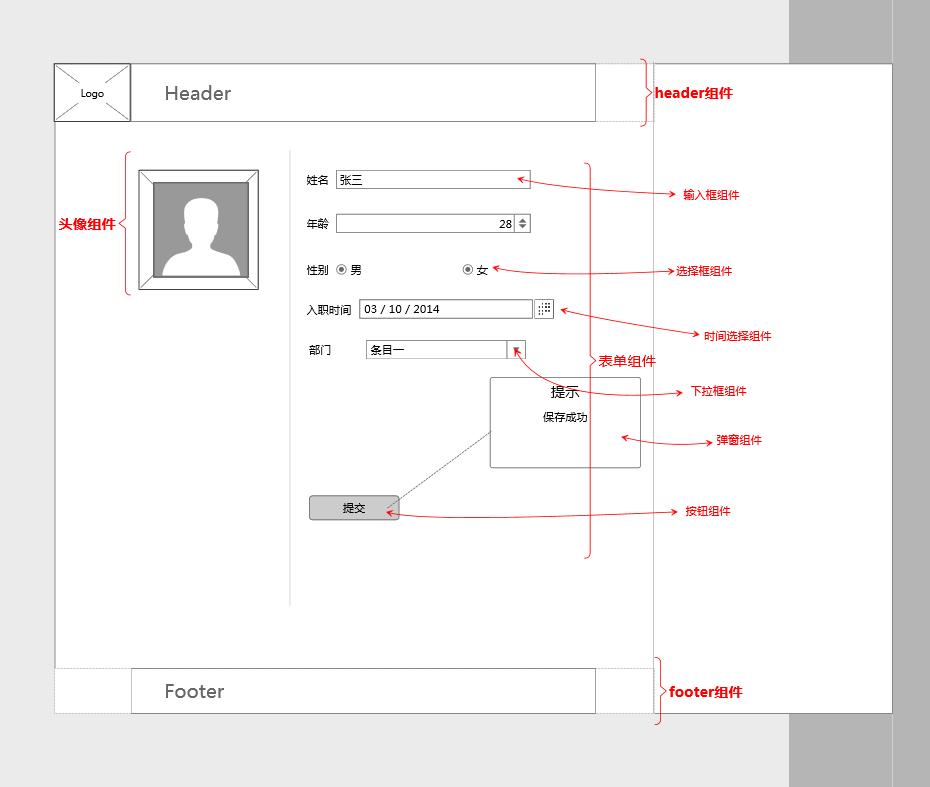 Logo
Header
header组件
头像组件
姓名
张三
输入框组件
年龄
28
性别
男
女
选择框组件
入职时间
03 / 10 / 2014
时间选择组件
部门
条目一
表单组件
下拉框组件
提示
保存成功
弹窗组件
提交
按钮组件
Footer
footer组件